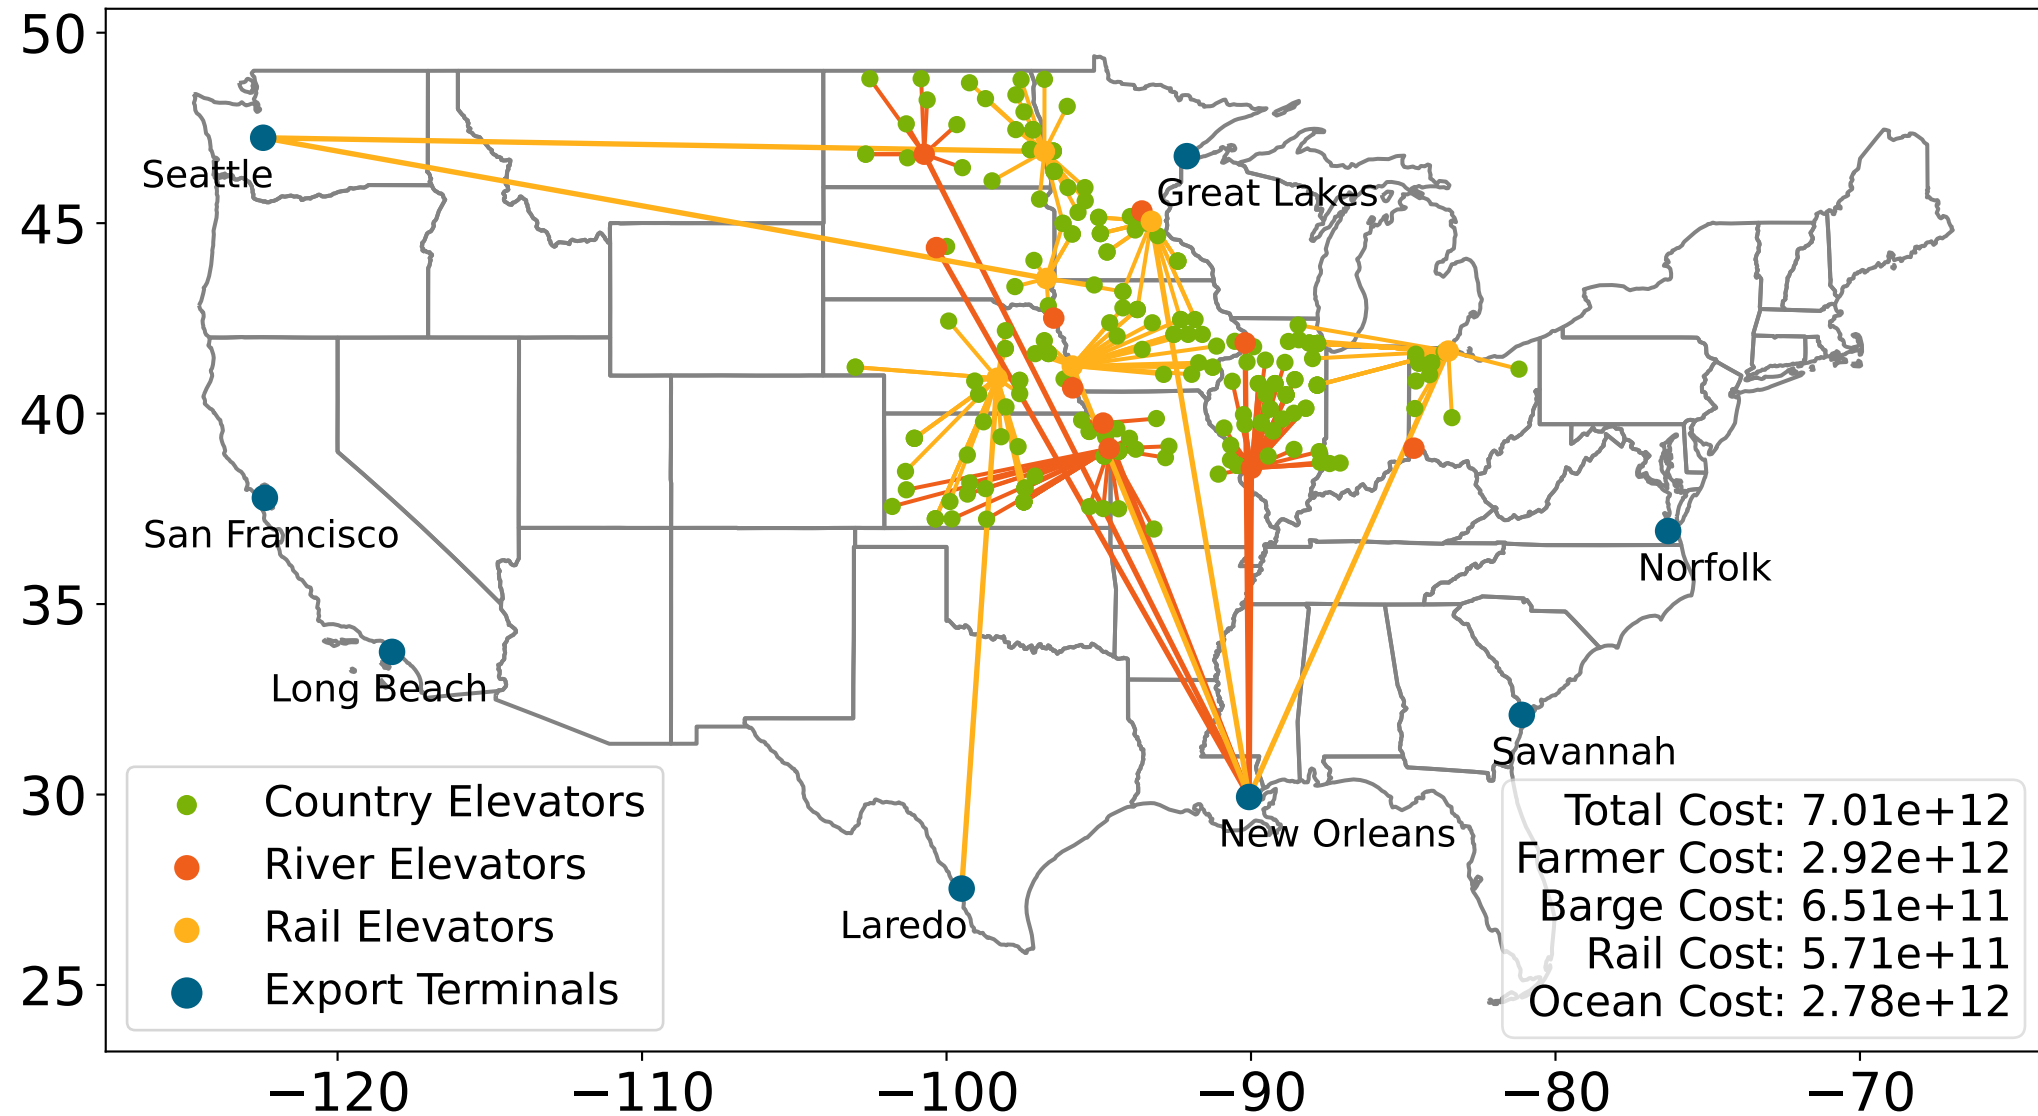 50
45
40
35
30
25
Seattle
Great Lakes
San Francisco
Norfolk
Long Beach
Savannah
New Orleans
Laredo
Country Elevators
River Elevators
Rail Elevators
Export Terminals
Total Cost: 7.01e+12
Farmer Cost: 2.92e+12
Barge Cost: 6.51e+11
Rail Cost: 5.71e+11
Ocean Cost: 2.78e+12
−120 −110 −100 −90 −80 −70